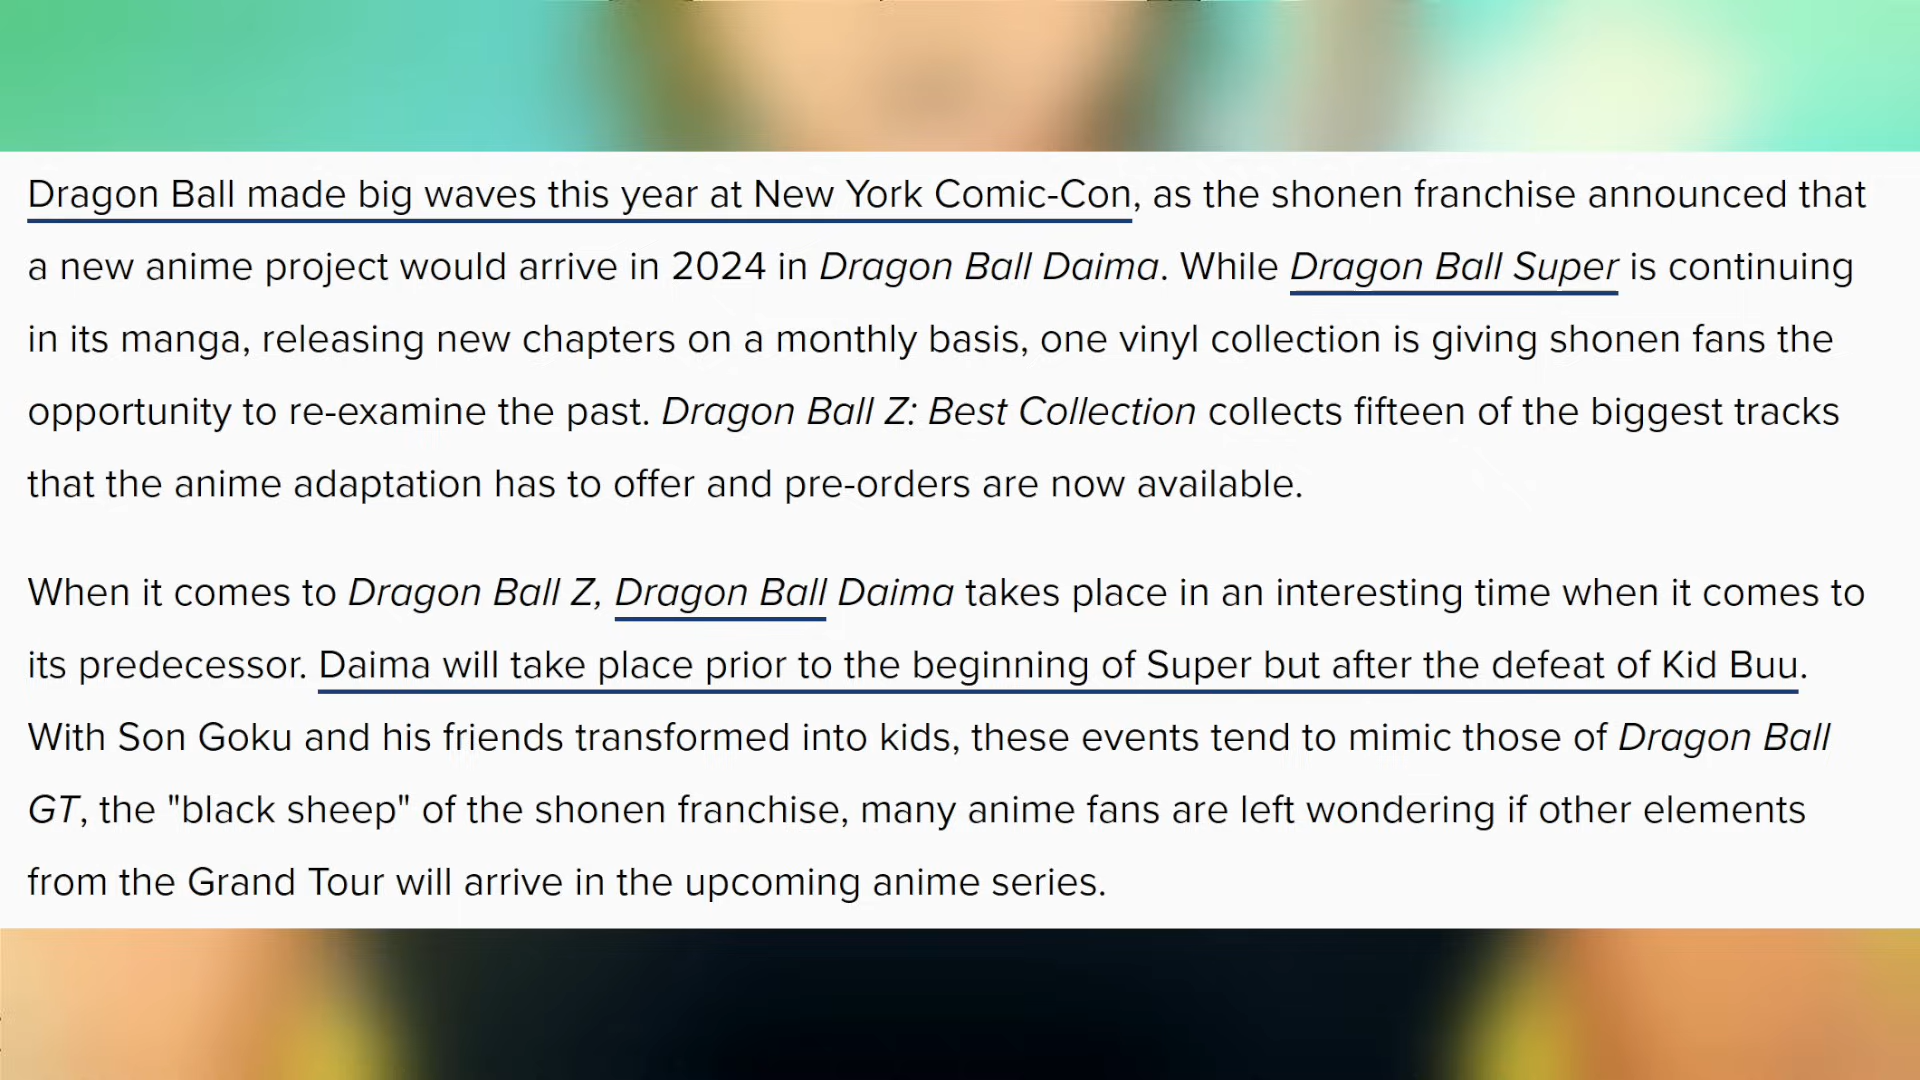 Dragon Ball made big waves this year at New York Comic-Con, as the shonen franchise announced that
a new anime project would arrive in 2024 in Dragon Ball Daima. While Dragon Ball Super is continuing
in its manga, releasing new chapters on a monthly basis, one vinyl collection is giving shonen fans the
opportunity to re-examine the past. Dragon Ball Z: Best Collection collects fifteen of the biggest tracks
that the anime adaptation has to offer and pre-orders are now available.
When it comes to Dragon Ball Z, Dragon Ball Daima takes place in an interesting time when it comes to
its predecessor. Daima will take place prior to the beginning of Super but after the defeat of Kid Buu.
With Son Goku and his friends transformed into kids, these events tend to mimic those of Dragon Ball
GT, the "black sheep" of the shonen franchise, many anime fans are left wondering if other elements
from the Grand Tour will arrive in the upcoming anime series.